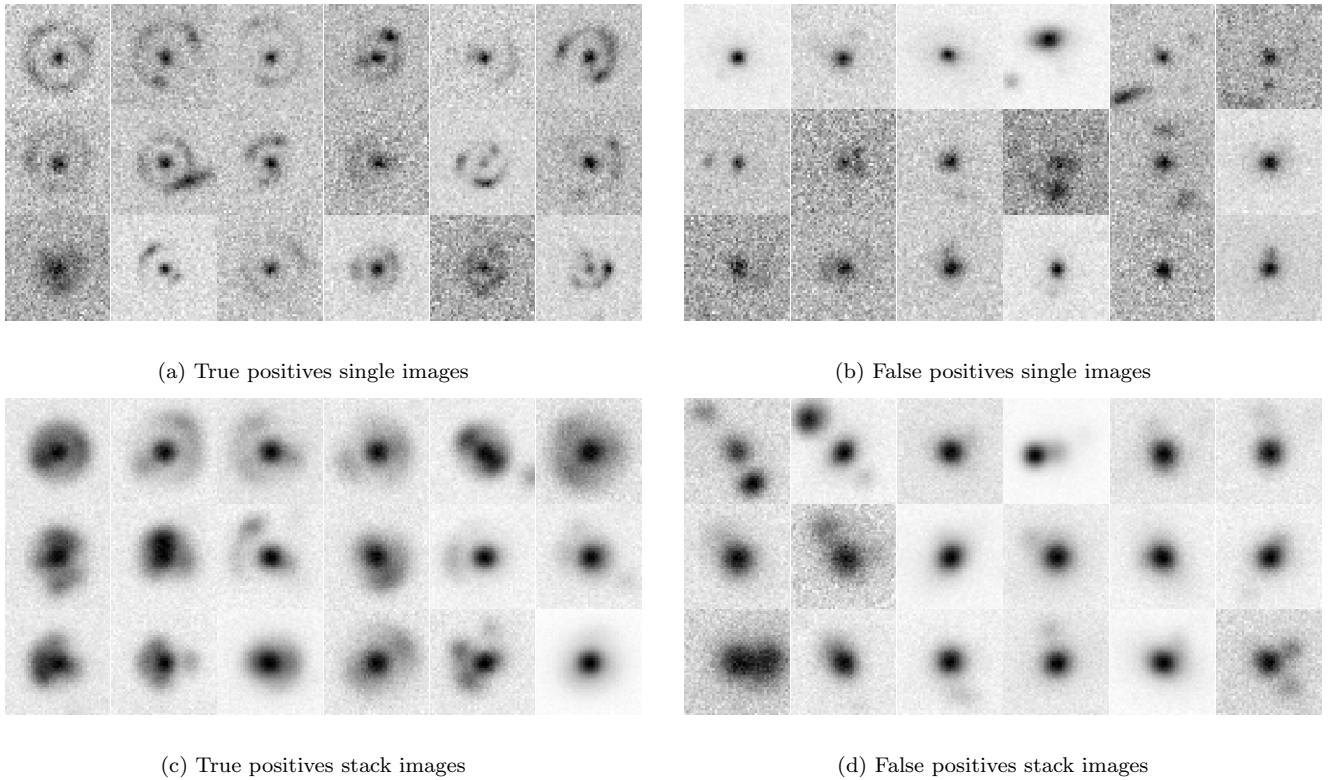 (a) True positives single images
(b) False positives single images
(c) True positives stack images
(d) False positives stack images